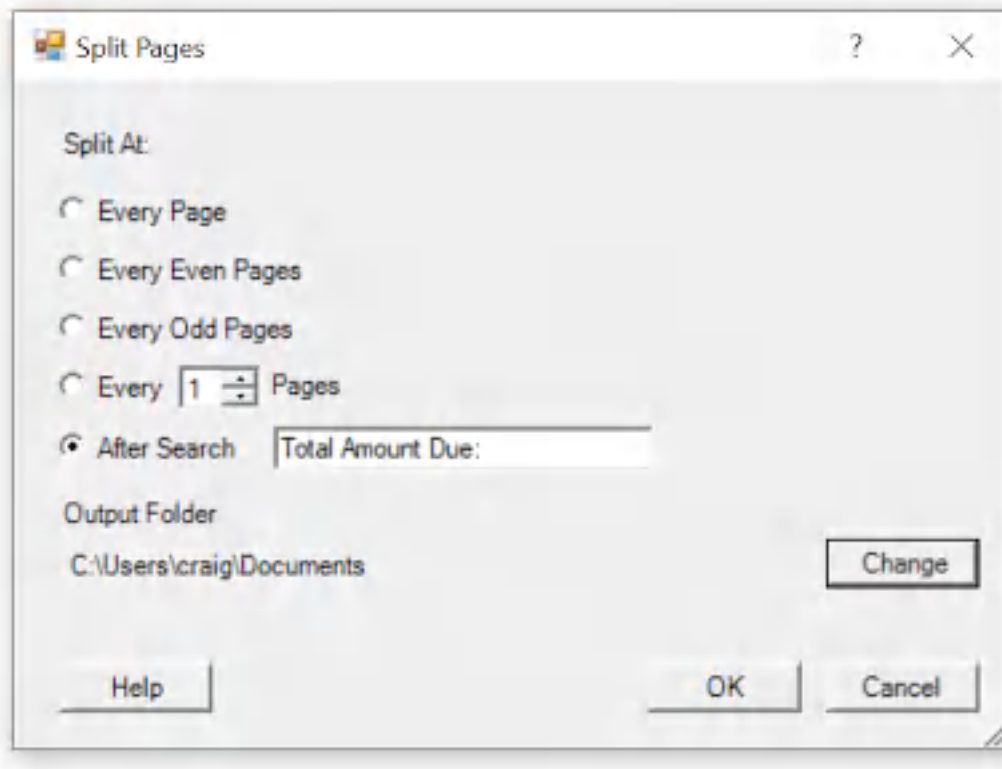 Split Pages ?
Split At:
Every Page
Every Even Pages
Every Odd Pages
Every 1 Pages
After Search Total Amount Due:
Output Folder
C:\Users\craig\Documents Change
Help OK Cancel